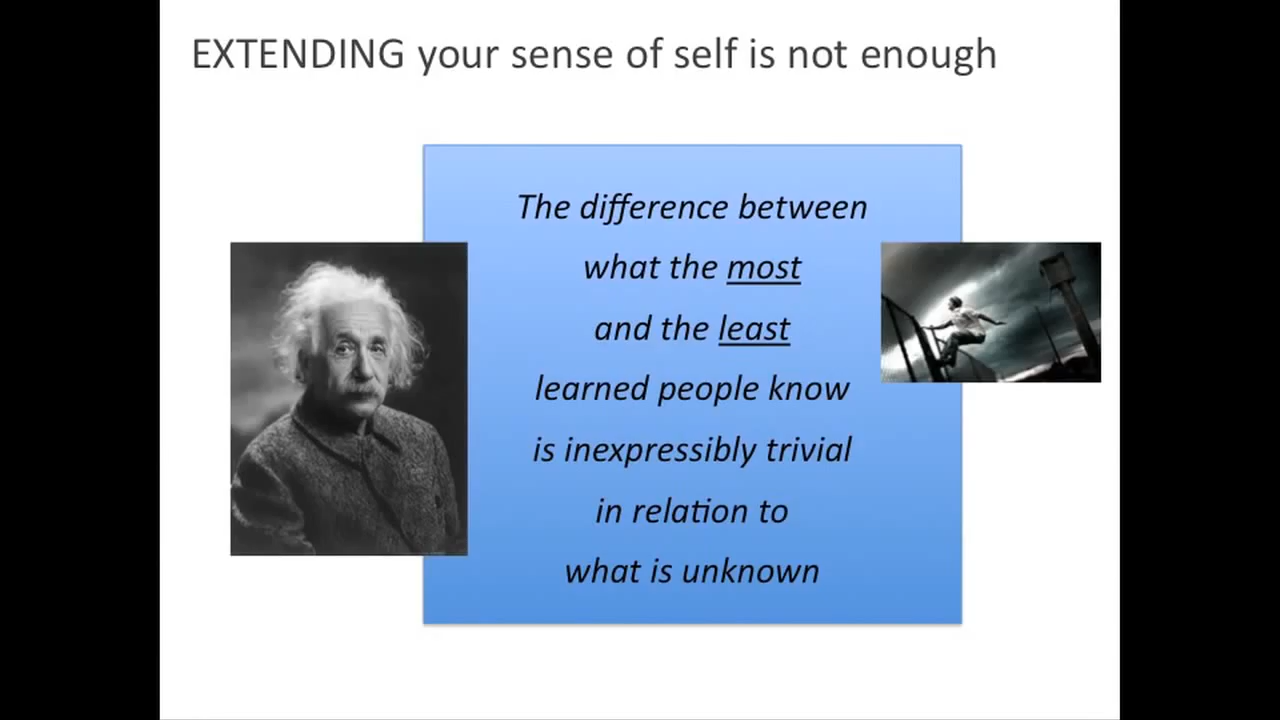 EXTENDING your sense of self is not enough
The difference between
what the most
and the least
learned people know
is inexpressibly trivial
in relation to
what is unknown